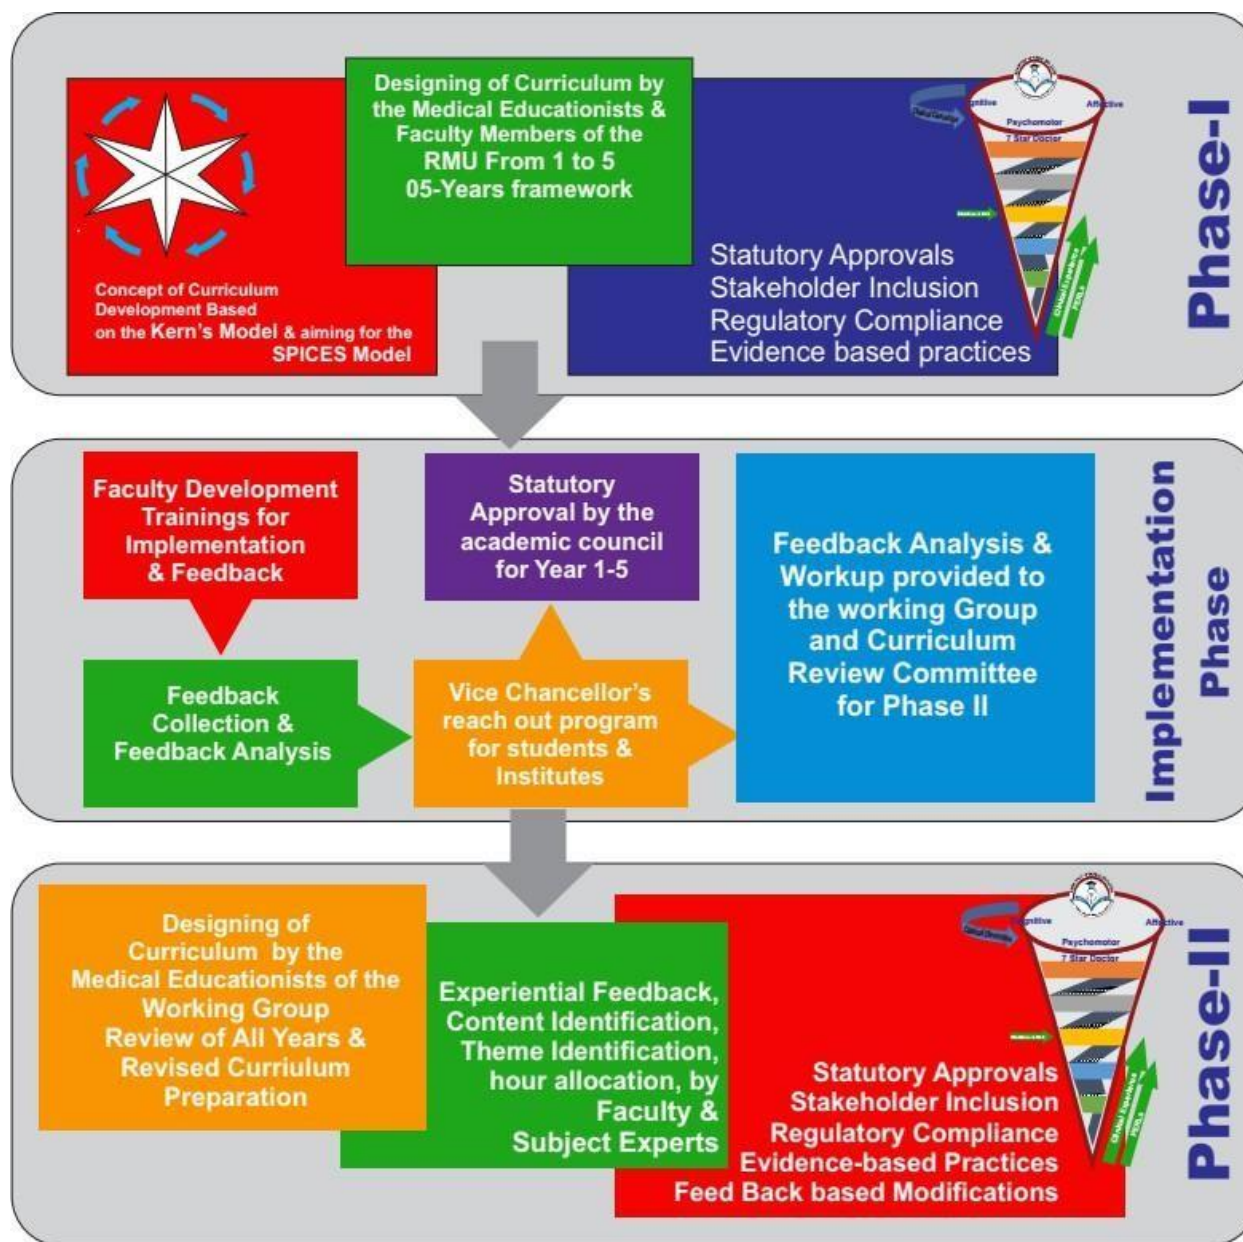 Designing of Curriculum by
the Medical Educationists &
Faculty Members of the
RMU From 1 to 5
05-Years framework
Concept of Curriculum
Development Based
on the Kern's Model & aiming for the
SPICES Model
Statutory Approvals
Stakeholder Inclusion
Regulatory Compliance
Evidence based practices
gnitive
Affective
Psychomotor
7 Star Doctor
Phase-I
Faculty Development
Trainings for
Implementation
& Feedback
Statutory
Approval by the
academic council
for Year 1-5
Feedback Analysis &
Workup provided to
the working Group
and Curriculum
Review Committee
for Phase II
Feedback
Collection &
Feedback Analysis
Vice Chancellor's
reach out program
for students &
Institutes
Implementation
Phase
Designing of
Curriculum by the
Medical Educationists of the
Working Group
Review of All Years &
Revised Curriulum
Preparation
Experiential Feedback,
Content Identification,
Theme Identification,
hour allocation, by
Faculty &
Subject Experts
Statutory Approvals
Stakeholder Inclusion
Regulatory Compliance
Evidence-based Practices
Feed Back based Modifications
gnitive
Affective
Psychomotor
7 Star Doctor
Phase-II